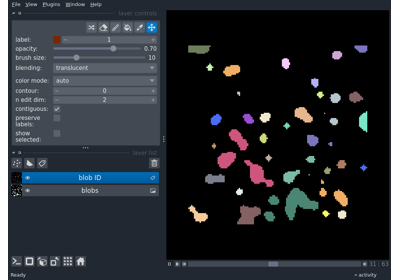 File View Plugins Window Help
layer controls
label: 1
opacity: 0.70
brush size: 10
blending: translucent
color mode: auto
contour: 0
n edit dim: 2
contiguous:
preserve
labels:
show
selected:
layer list
blob ID
blobs
31 63
Ready
activity